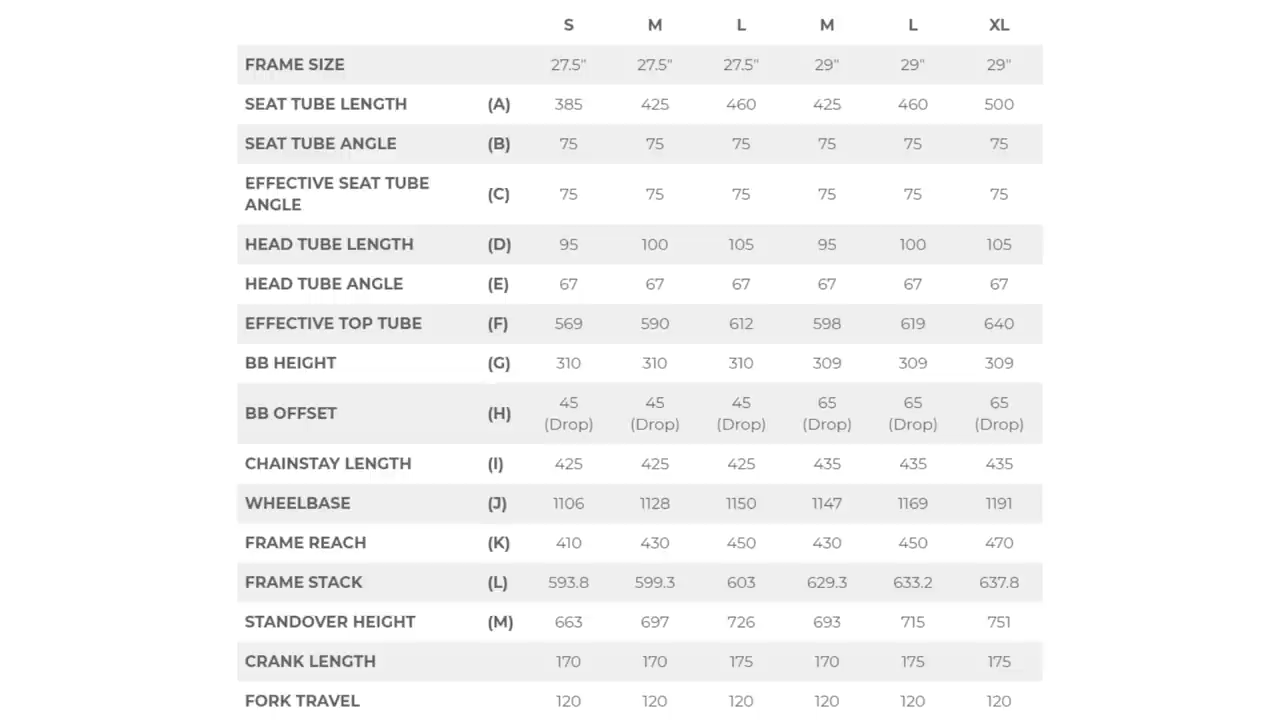 S M L M L XL
FRAME SIZE 27.5" 27.5" 27.5" 29" 29" 29"
SEAT TUBE LENGTH (A) 385 425 460 425 460 500
SEAT TUBE ANGLE (B) 75 75 75 75 75 75
EFFECTIVE SEAT TUBE
ANGLE (C) 75 75 75 75 75 75
HEAD TUBE LENGTH (D) 95 100 105 95 100 105
HEAD TUBE ANGLE (E) 67 67 67 67 67 67
EFFECTIVE TOP TUBE (F) 569 590 612 598 619 640
BB HEIGHT (G) 310 310 310 309 309 309
BB OFFSET (H) 45 45 45 65 65 65
(Drop) (Drop) (Drop) (Drop) (Drop) (Drop)
CHAINSTAY LENGTH (I) 425 425 425 435 435 435
WHEELBASE (J) 1106 1128 1150 1147 1169 1191
FRAME REACH (K) 410 430 450 430 450 470
FRAME STACK (L) 593.8 599.3 603 629.3 633.2 637.8
STANDOVER HEIGHT (M) 663 697 726 693 715 751
CRANK LENGTH 170 170 175 170 175 175
FORK TRAVEL 120 120 120 120 120 120